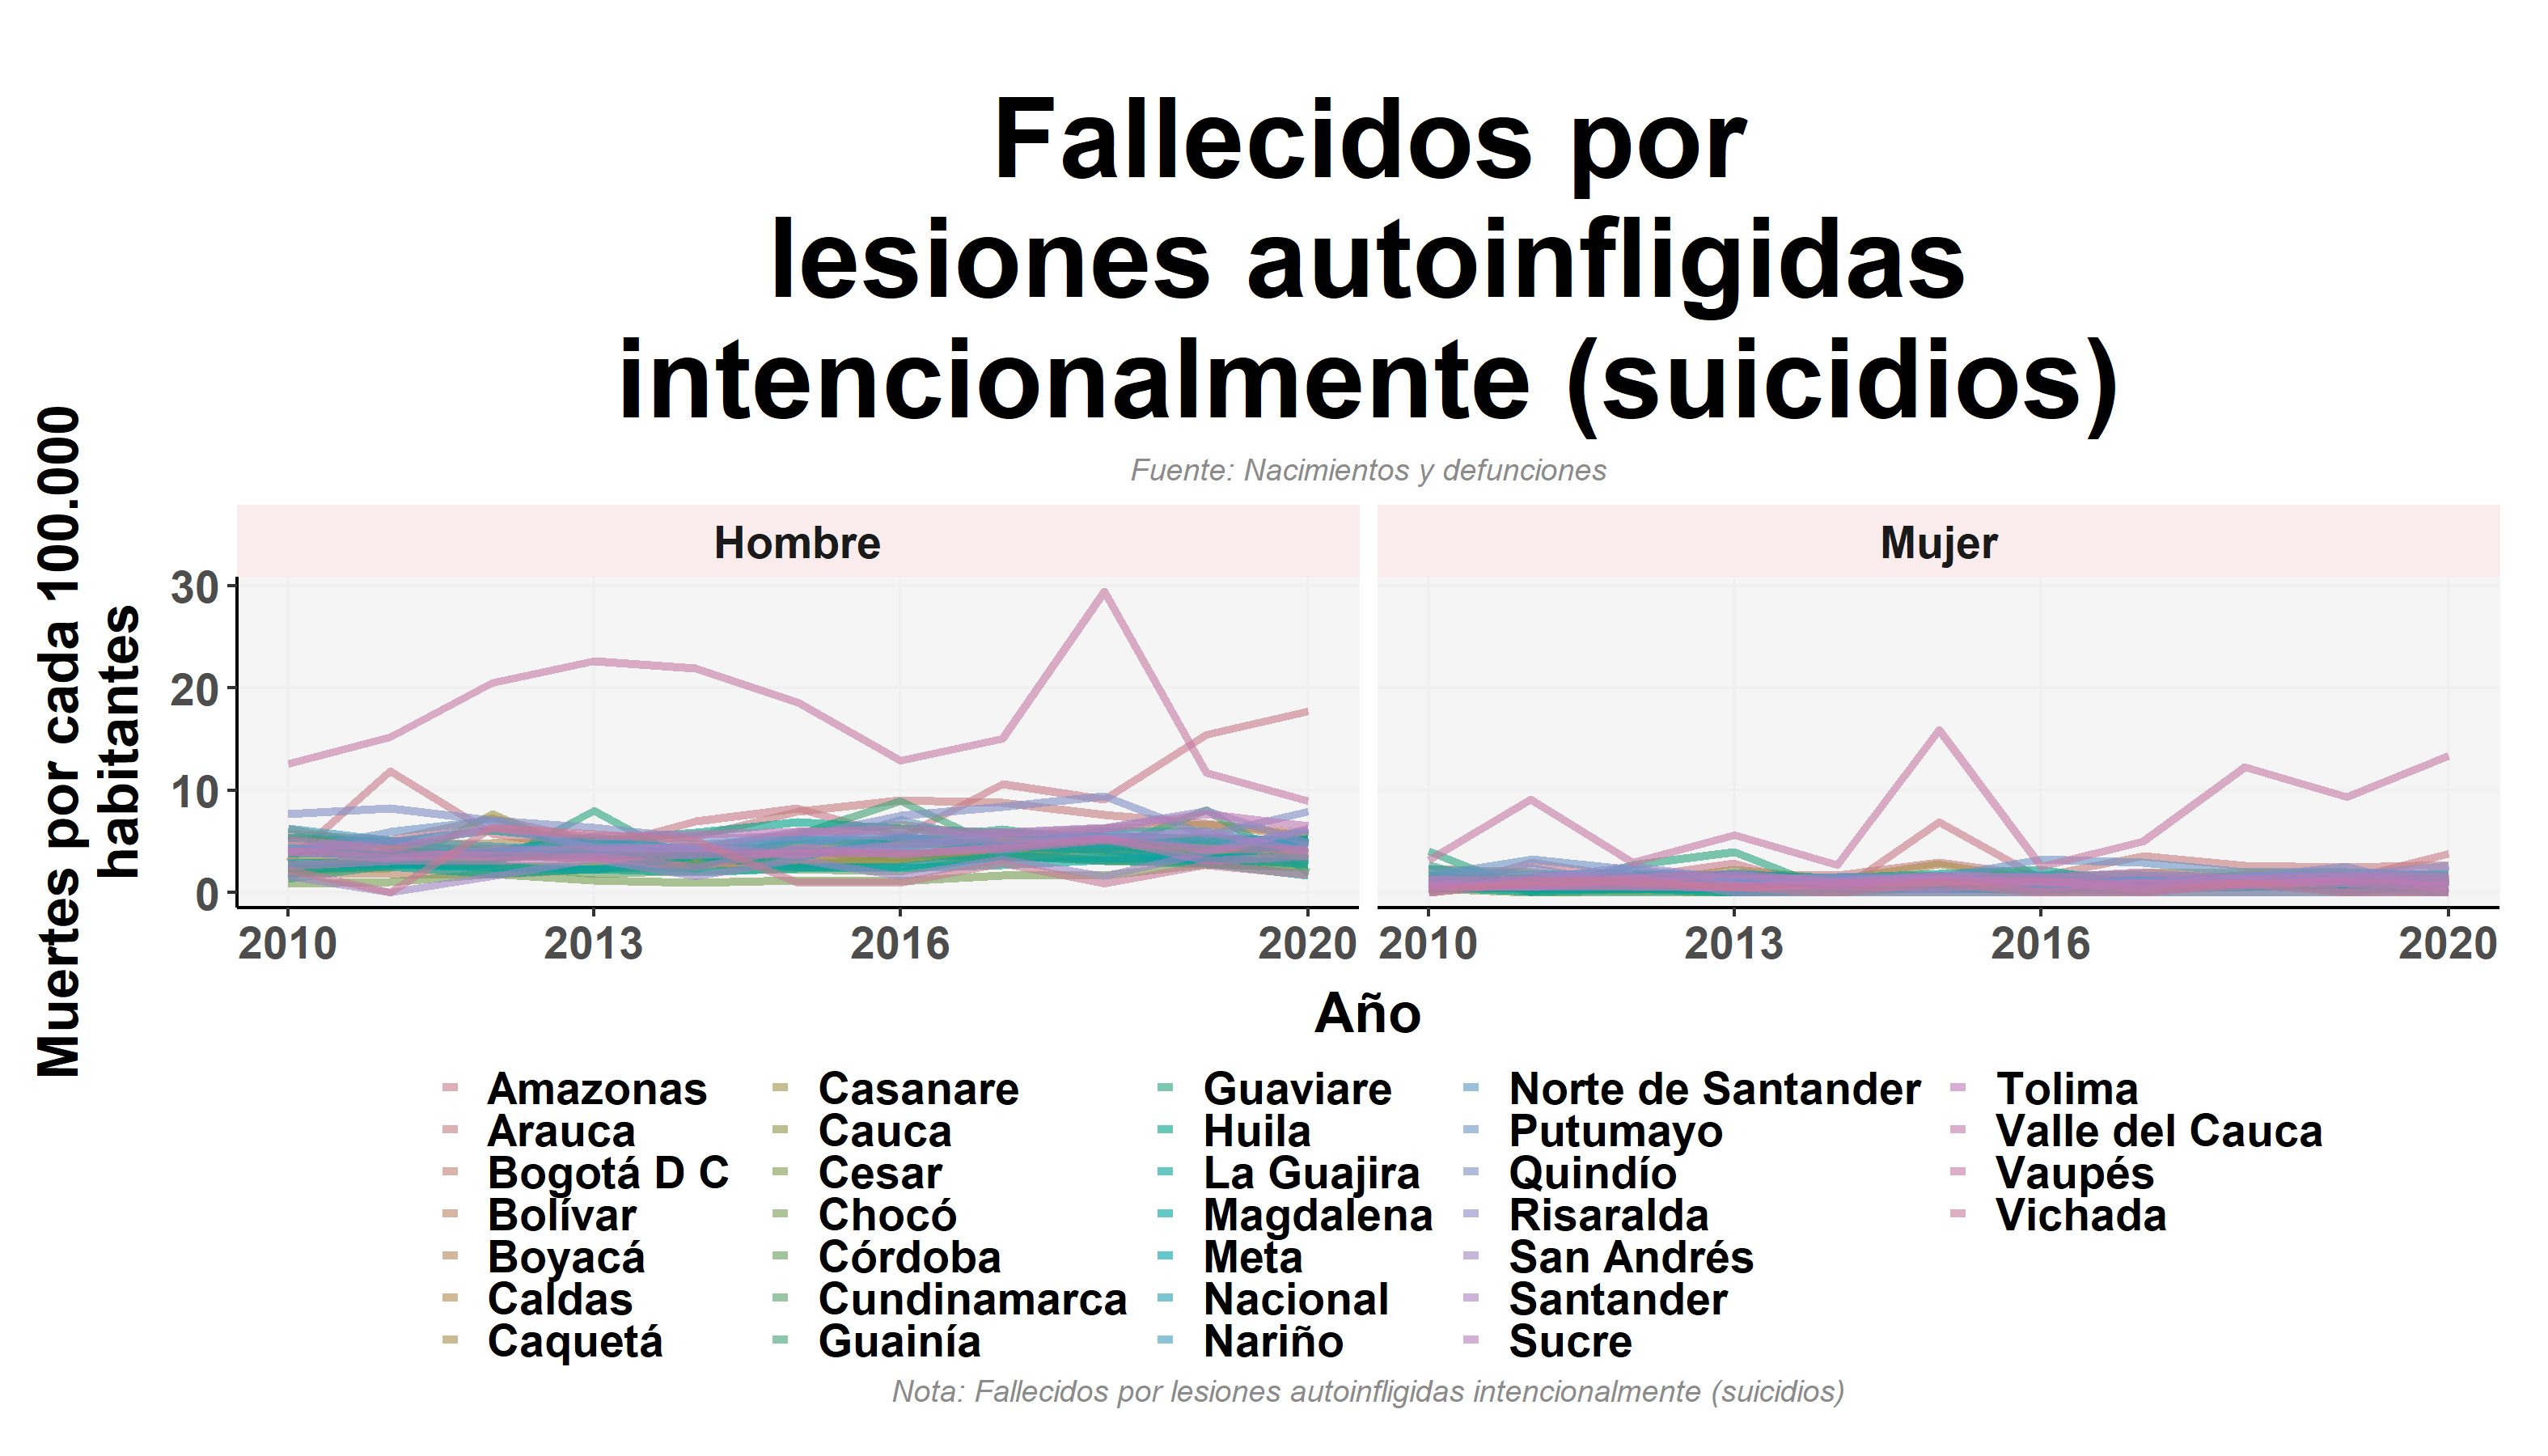 Fallecidos por
lesiones autoinfligidas
intencionalmente (suicidios)
Fuente: Nacimientos y defunciones
Muertes por cada 100.000
habitantes
Hombre
Mujer
30
20
10
0
2010
2013
2016
2020
2010
2013
2016
2020
Año
Amazonas
Arauca
Bogotá D C
Bolívar
Boyacá
Caldas
Caquetá
Casanare
Cauca
Cesar
Chocó
Córdoba
Cundinamarca
Guainía
Guaviare
Huila
La Guajira
Magdalena
Meta
Nacional
Nariño
Norte de Santander
Putumayo
Quindío
Risaralda
San Andrés
Santander
Sucre
Tolima
Valle del Cauca
Vaupés
Vichada
Nota: Fallecidos por lesiones autoinfligidas intencionalmente (suicidios)